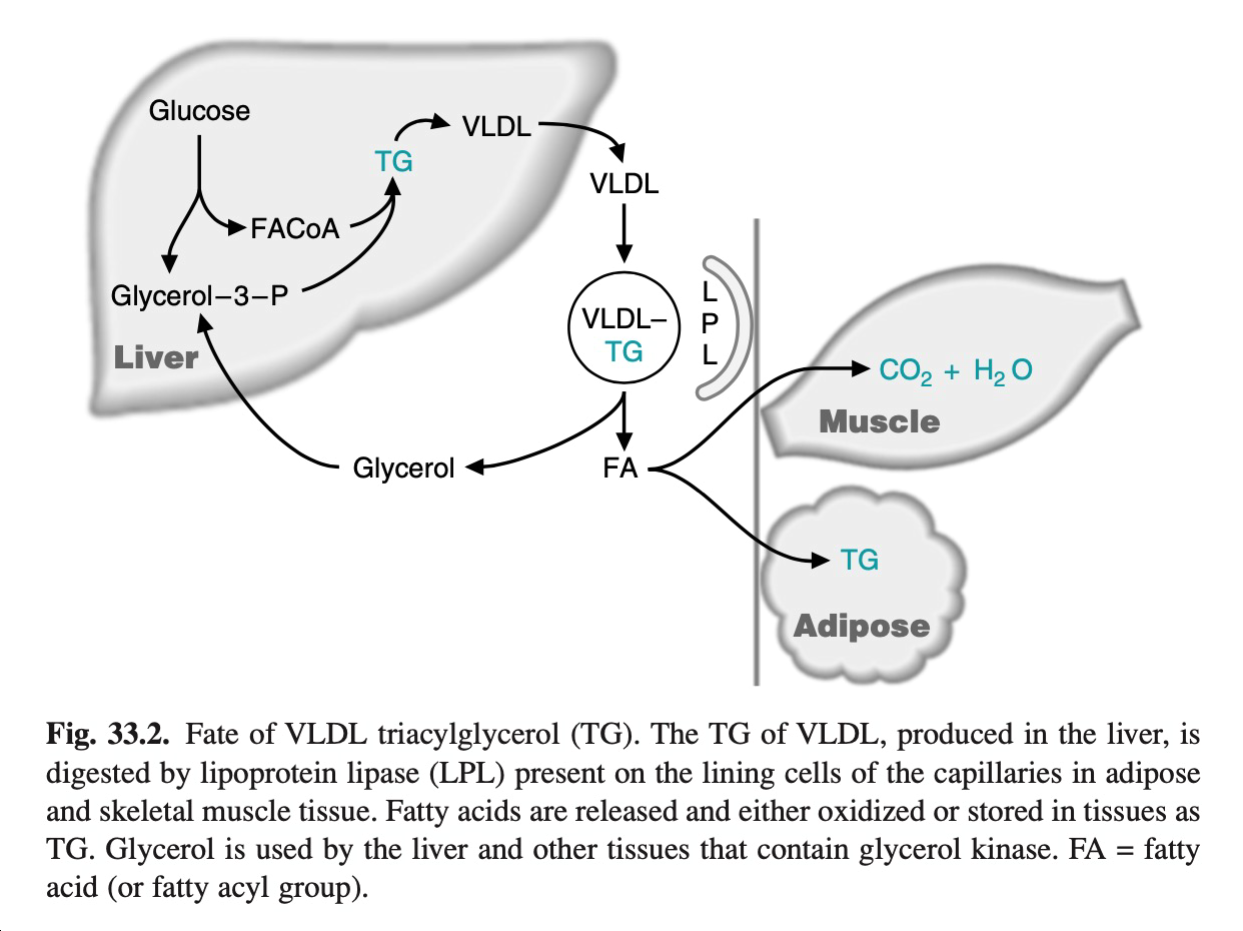 Glucose
VLDL
TG
VLDL
FACoA
Glycerol–3–P
Liver
VLDL–
TG
L
P
L
CO₂ + H₂O
Muscle
Glycerol
FA
TG
Adipose
Fig. 33.2. Fate of VLDL triacylglycerol (TG). The TG of VLDL, produced in the liver, is
digested by lipoprotein lipase (LPL) present on the lining cells of the capillaries in adipose
and skeletal muscle tissue. Fatty acids are released and either oxidized or stored in tissues as
TG. Glycerol is used by the liver and other tissues that contain glycerol kinase. FA = fatty
acid (or fatty acyl group).